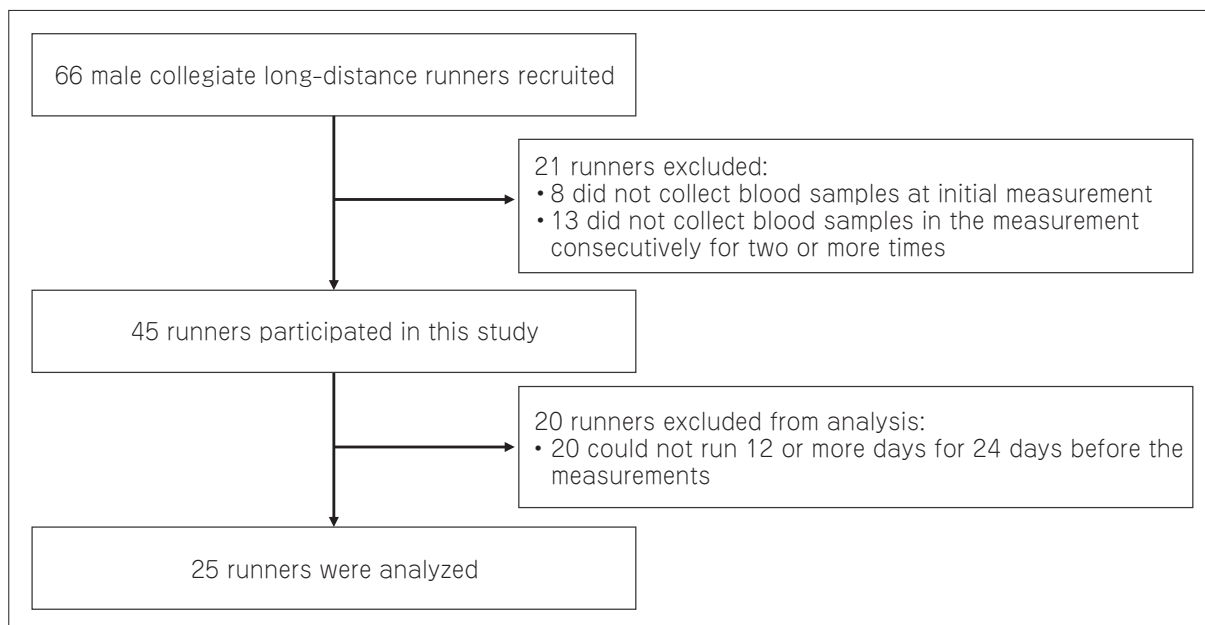 66 male collegiate long-distance runners recruited
21 runners excluded:
• 8 did not collect blood samples at initial measurement
• 13 did not collect blood samples in the measurement
consecutively for two or more times
45 runners participated in this study
20 runners excluded from analysis:
• 20 could not run 12 or more days for 24 days before the
measurements
25 runners were analyzed